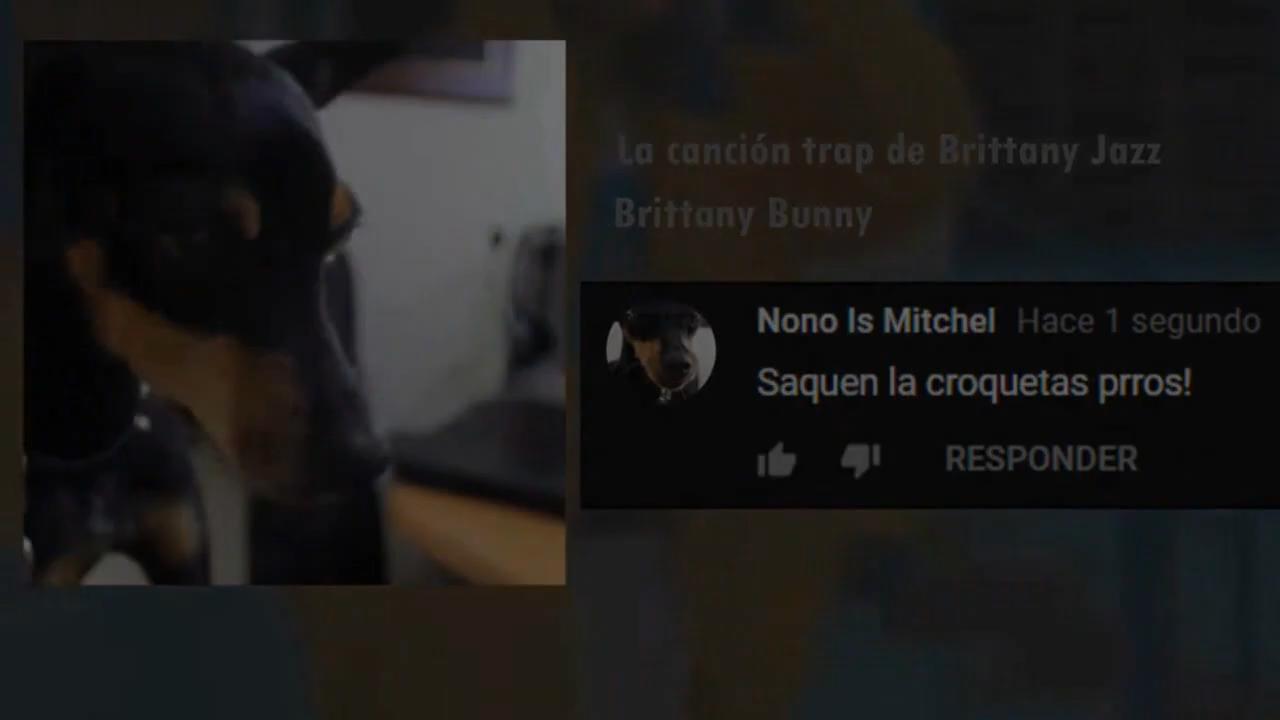 La canción trap de Brittany Jazz
Brittany Bunny
Nono Is Mitchel Hace 1 segundo
Saquen la croquetas prros!
RESPONDER